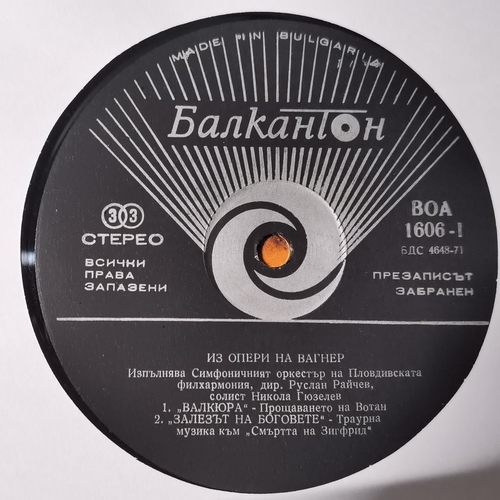 MADE IN BULGARIA
Балкантон
33
СТЕРЕО
ВСИЧКИ
ПРАВА
ЗАПАЗЕНИ
ВОА
1606-I
БДС 4648-71
ПРЕЗАПИСЪТ
ЗАБРАНЕН
ИЗ ОПЕРИ НА ВАГНЕР
Изпълнява Симфоничният оркестър на Пловдивската
филхармония, дир. Руслан Райчев,
солист Никола Гюзелев
1. „ВАЛКЮРА" - Прощаването на Вотан
2. „ЗАЛЕЗЪТ НА БОГОВЕТЕ" - Траурна
музика към „Смъртта на Зигфрид"